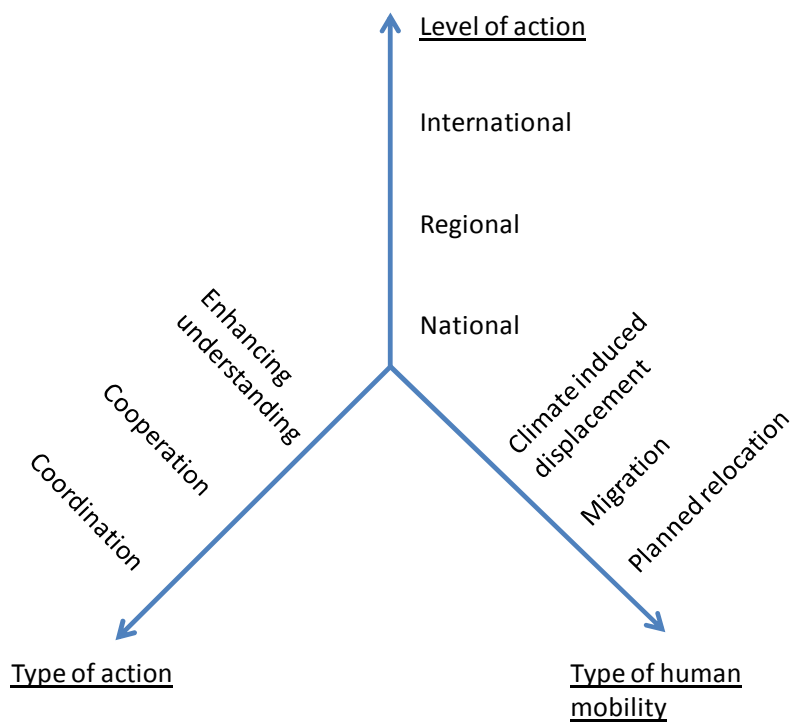 Level of action
International
Regional
National
Enhancing
understanding
Cooperation
Coordination
Type of action
Climate induced
displacement
Migration
Planned relocation
Type of human
mobility